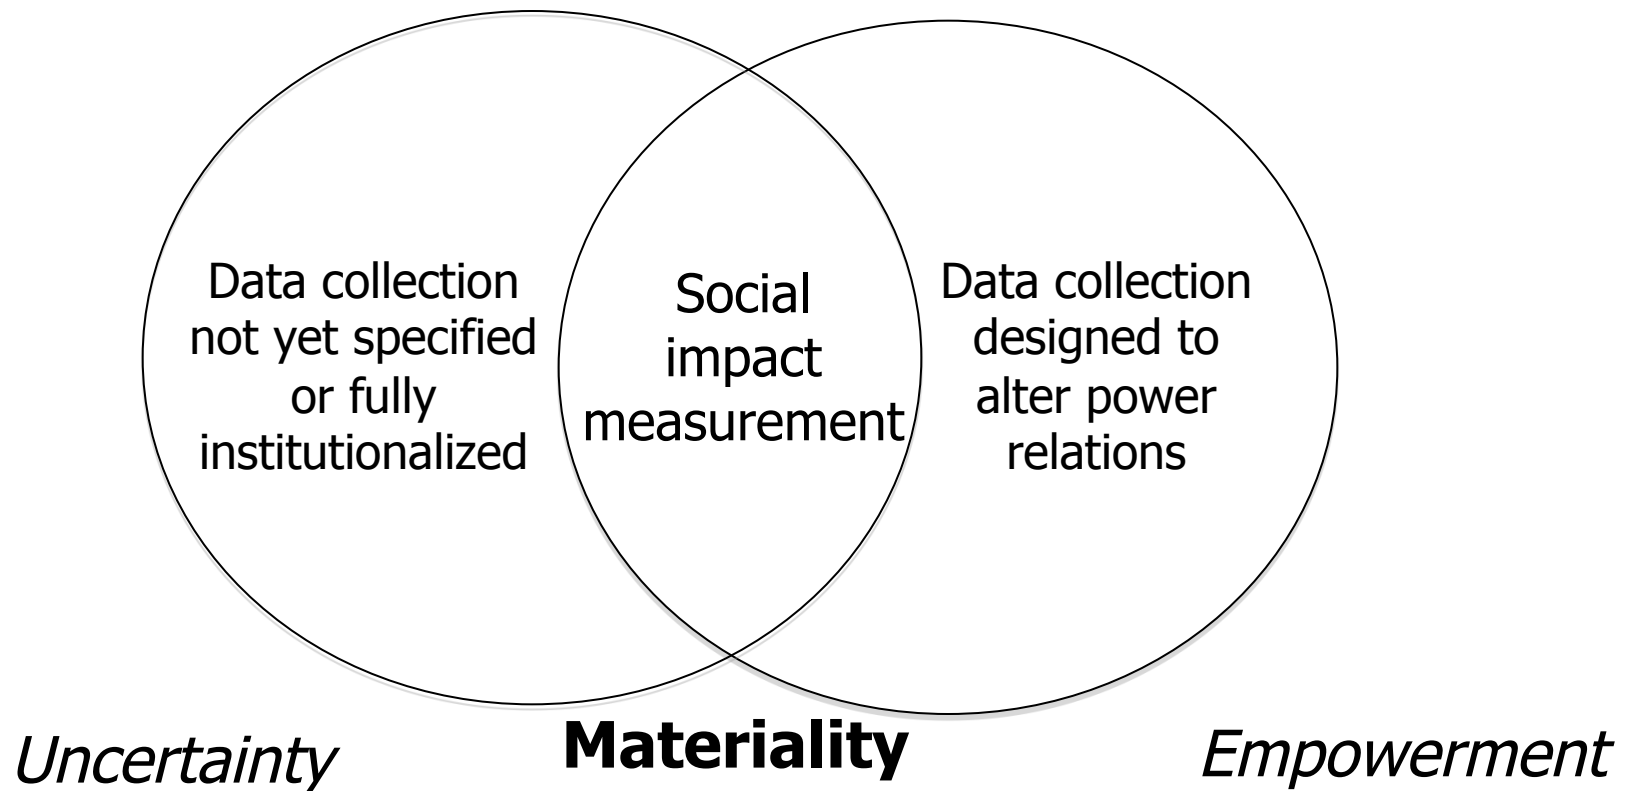 Data collection
not yet specified
or fully
institutionalized
Social
impact
measurement
Data collection
designed to
alter power
relations
Uncertainty
Materiality
Empowerment